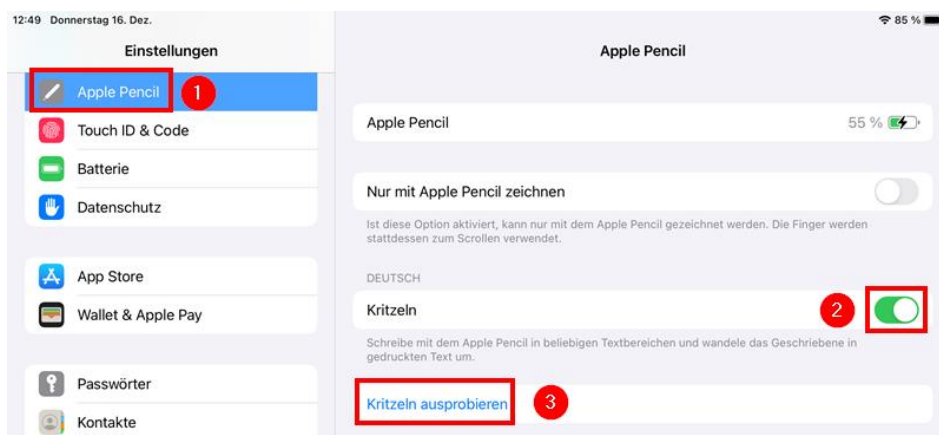 12:49 Donnerstag 16. Dez.
85 %
Einstellungen
Apple Pencil
1
Touch ID & Code
Batterie
Datenschutz
App Store
Wallet & Apple Pay
Passwörter
Kontakte
Apple Pencil
Apple Pencil
55 %
Nur mit Apple Pencil zeichnen
Ist diese Option aktiviert, kann nur mit dem Apple Pencil gezeichnet werden. Die Finger werden
stattdessen zum Scrollen verwendet.
DEUTSCH
Kritzeln
2
Schreibe mit dem Apple Pencil in beliebigen Textbereichen und wandele das Geschriebene in
gedruckten Text um.
Kritzeln ausprobieren
3